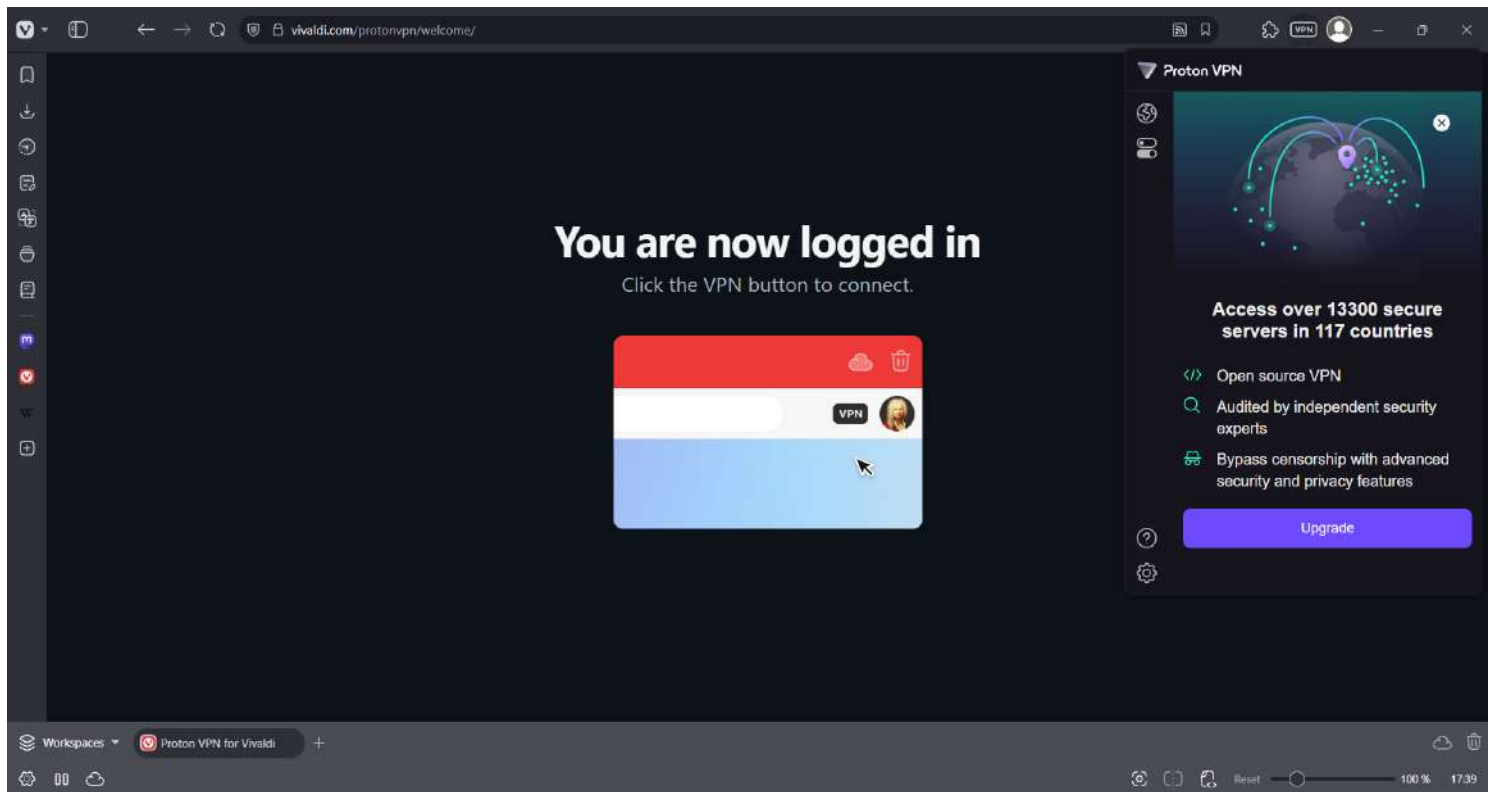 vivaldi.com/protonvpn/welcome/
VPN
Proton VPN
You are now logged in
Click the VPN button to connect.
VPN
Access over 13300 secure
servers in 117 countries
Open source VPN
Audited by independent security
experts
Bypass censorship with advanced
security and privacy features
Upgrade
Workspaces
Proton VPN for Vivaldi
Reset
100 %
17:39